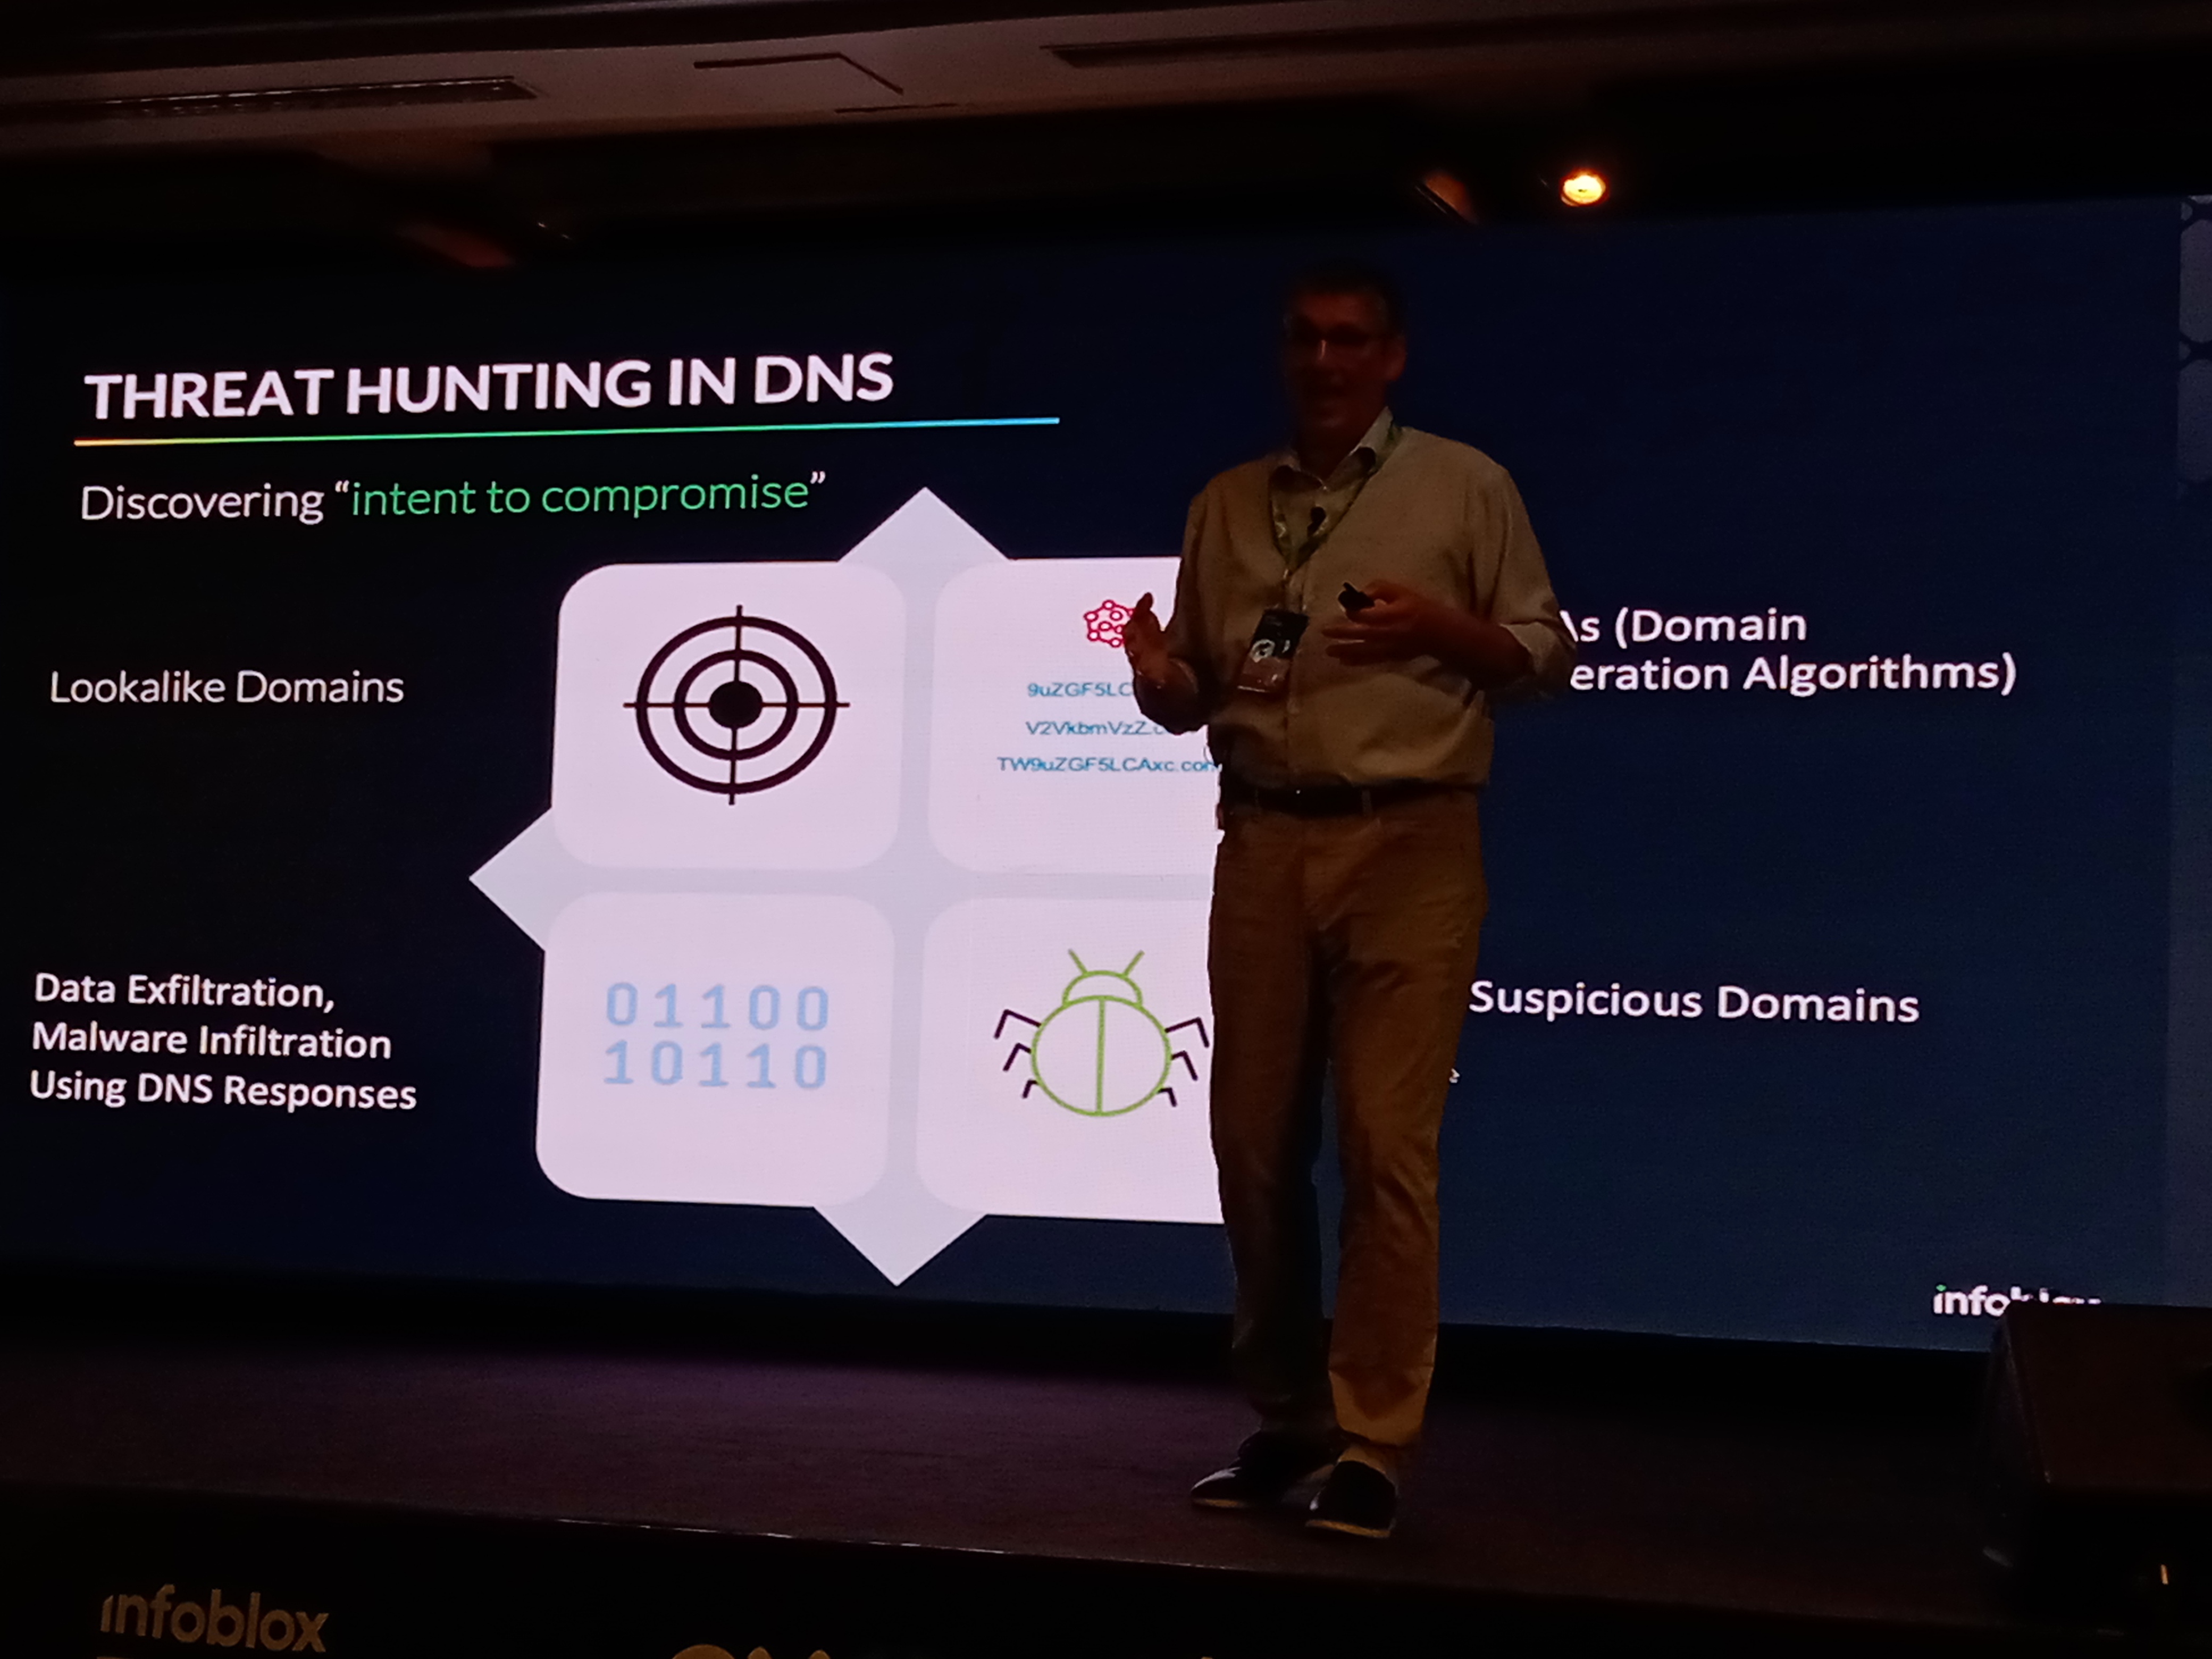 THREAT HUNTING IN DNS
Discovering “intent to compromise”
Lookalike Domains
9uZGF5LC
V2VkbmVzZ.c
TW9uZGF5LCAxc.com
As (Domain
eration Algorithms)
Data Exfiltration,
Malware Infiltration
Using DNS Responses
01100
10110
Suspicious Domains
infoblox
infoblox